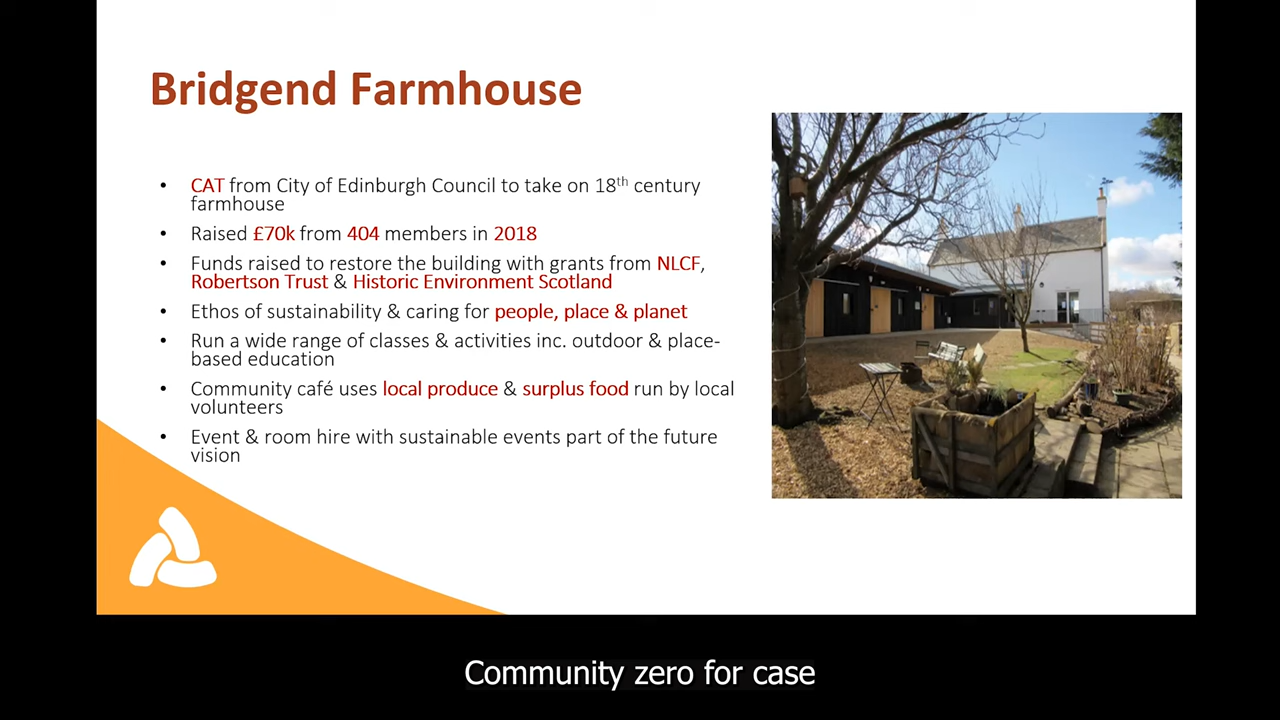 Bridgend Farmhouse
• CAT from City of Edinburgh Council to take on 18th century
farmhouse
• Raised £70k from 404 members in 2018
• Funds raised to restore the building with grants from NLCF,
Robertson Trust & Historic Environment Scotland
• Ethos of sustainability & caring for people, place & planet
• Run a wide range of classes & activities inc. outdoor & place-
based education
• Community café uses local produce & surplus food run by local
volunteers
• Event & room hire with sustainable events part of the future
vision
Community zero for case